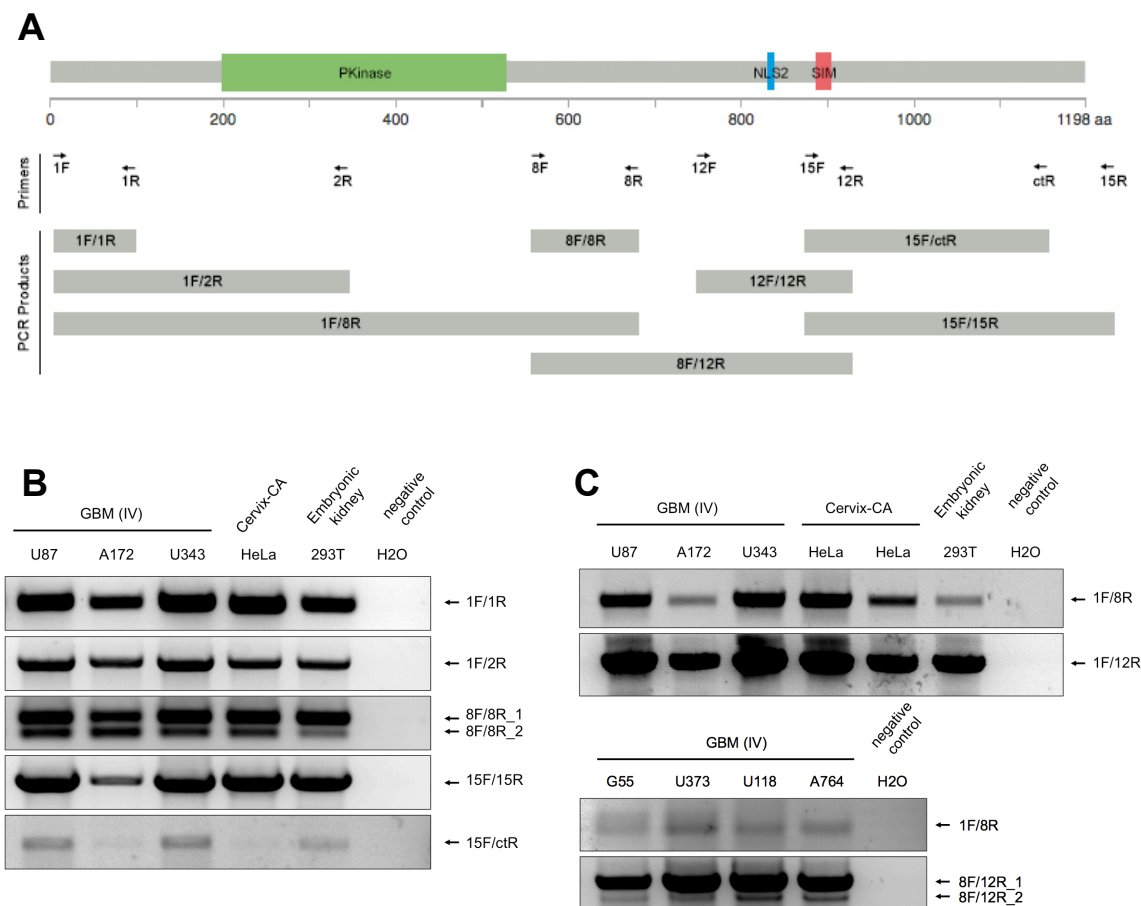 A
PKinase
NLS2
SIM
0 200 400 600 800 1000 1198 aa
Primers
1F 8F 12F 15F
1R 2R 8R 12R ctR 15R
PCR Products
1F/1R 8F/8R 15F/ctR
1F/2R 12F/12R
1F/8R 15F/15R
8F/12R
B
GBM (IV)
Cervix-CA
Embryonic
kidney
negative
control
U87 A172 U343 HeLa 293T H2O
1F/1R
1F/2R
8F/8R_1
8F/8R_2
15F/15R
15F/ctR
C
GBM (IV)
Cervix-CA
Embryonic
kidney
negative
control
U87 A172 U343 HeLa HeLa 293T H2O
1F/8R
1F/12R
GBM (IV)
negative
control
G55 U373 U118 A764 H2O
1F/8R
8F/12R_1
8F/12R_2